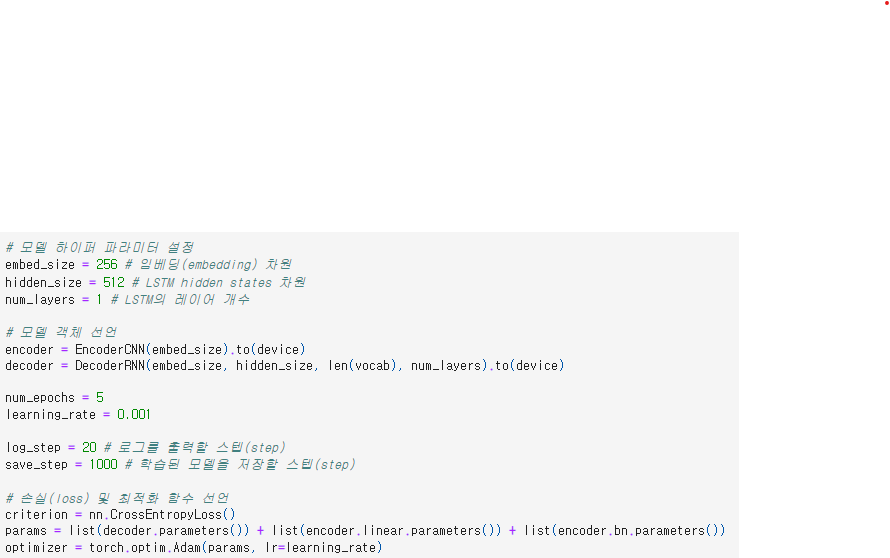 # 모델 하이퍼 파라미터 설정
embed_size = 256 # 임베딩(embedding) 차원
hidden_size = 512 # LSTM hidden states 차원
num_layers = 1 # LSTM의 레이어 개수
# 모델 객체 선언
encoder = EncoderCNN(embed_size).to(device)
decoder = DecoderRNN(embed_size, hidden_size, len(vocab), num_layers).to(device)
num_epochs = 5
learning_rate = 0.001
log_step = 20 # 로그를 출력할 스텝(step)
save_step = 1000 # 학습된 모델을 저장할 스텝(step)
# 손실(loss) 및 최적화 함수 선언
criterion = nn.CrossEntropyLoss()
params = list(decoder.parameters()) + list(encoder.linear.parameters()) + list(encoder.bn.parameters())
optimizer = torch.optim.Adam(params, lr=learning_rate)